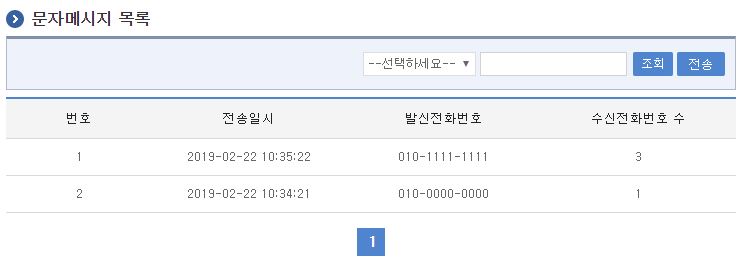 문자메시지 목록
--선택하세요-- 조회 전송
번호 전송일시 발신전화번호 수신전화번호 수
1 2019-02-22 10:35:22 010-1111-1111 3
2 2019-02-22 10:34:21 010-0000-0000 1
1